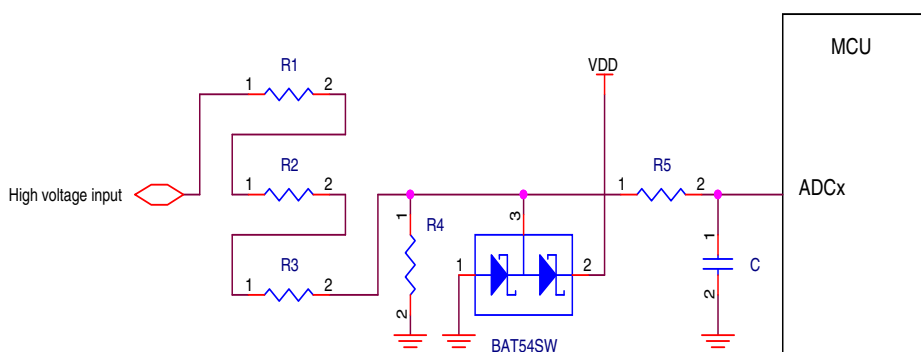 MCU
R1
1 2
VDD
R2
1 2
R5
1 2
High voltage input
ADCx
1
R4
2
3
1 2
BAT54SW
R3
1 2
1
C
2